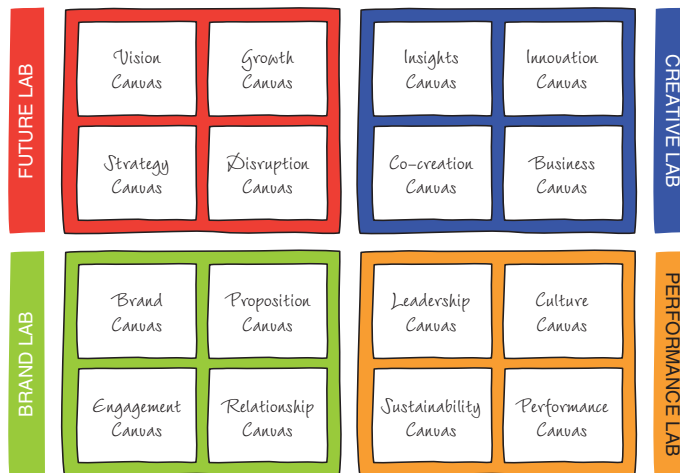 FUTURE LAB
Vision
Canvas
Growth
Canvas
Strategy
Canvas
Disruption
Canvas
Insights
Canvas
Innovation
Canvas
Co-creation
Canvas
Business
Canvas
CREATIVE LAB
BRAND LAB
Brand
Canvas
Proposition
Canvas
Engagement
Canvas
Relationship
Canvas
Leadership
Canvas
Culture
Canvas
Sustainability
Canvas
Performance
Canvas
PERFORMANCE LAB